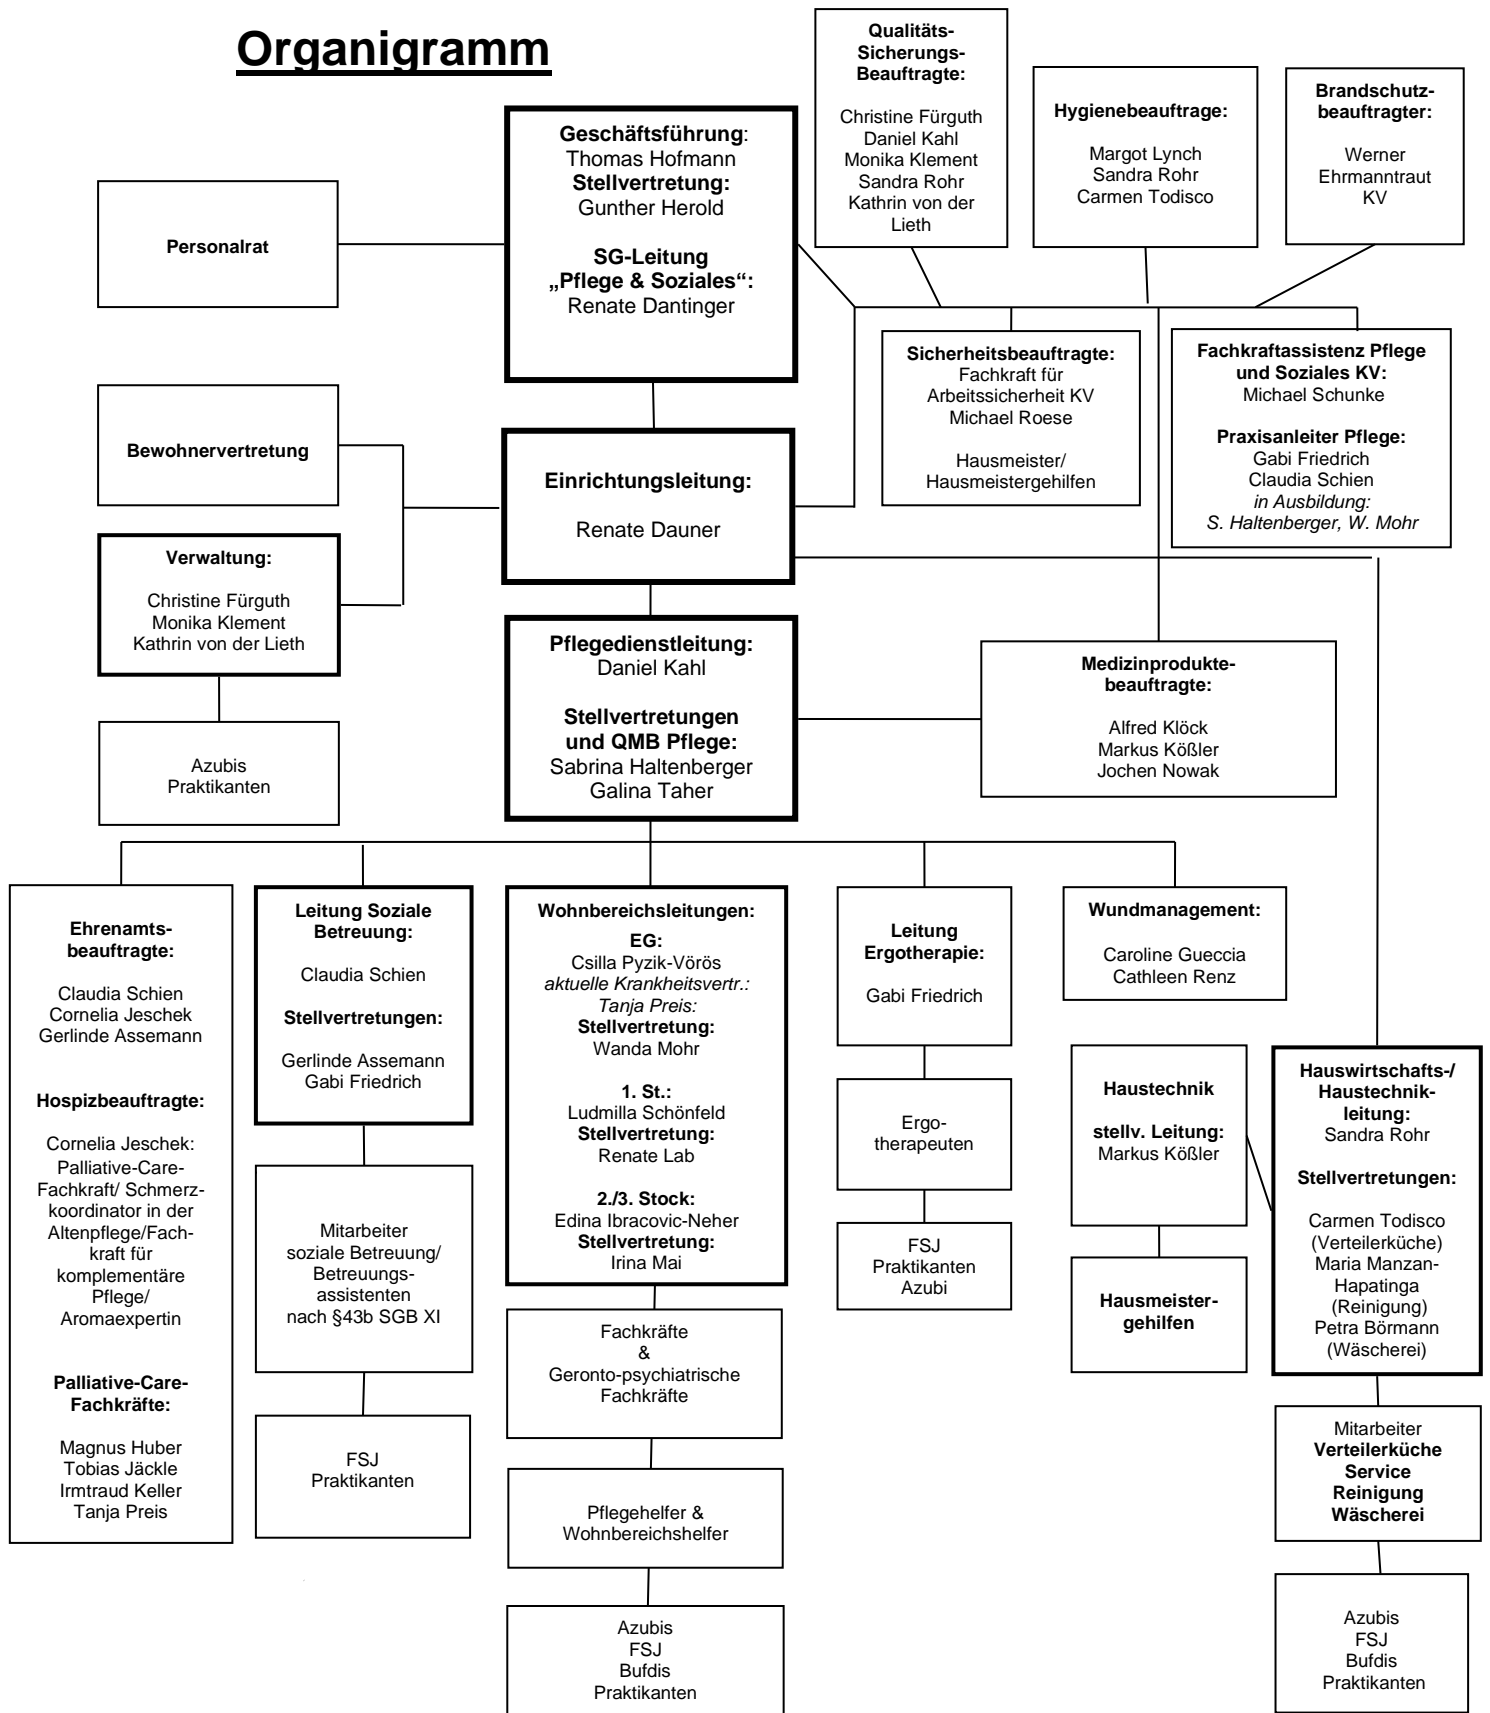 Organigramm
Qualitäts-
Sicherungs-
Beauftragte:
Christine Fürguth
Daniel Kahl
Monika Klement
Sandra Rohr
Kathrin von der
Lieth
Hygienebeauftrage:
Margot Lynch
Sandra Rohr
Carmen Todisco
Brandschutz-
beauftragter:
Werner
Ehrmanntraut
KV
Geschäftsführung:
Thomas Hofmann
Stellvertretung:
Gunther Herold
SG-Leitung
„Pflege & Soziales“:
Renate Dantinger
Personalrat
Sicherheitsbeauftragte:
Fachkraft für
Arbeitssicherheit KV
Michael Roese
Hausmeister/
Hausmeistergehilfen
Fachkraftassistenz Pflege
und Soziales KV:
Michael Schunke
Praxisanleiter Pflege:
Gabi Friedrich
Claudia Schien
in Ausbildung:
S. Haltenberger, W. Mohr
Bewohnervertretung
Einrichtungsleitung:
Renate Dauner
Verwaltung:
Christine Fürguth
Monika Klement
Kathrin von der Lieth
Azubis
Praktikanten
Pflegedienstleitung:
Daniel Kahl
Stellvertretungen
und QMB Pflege:
Sabrina Haltenberger
Galina Taher
Medizinprodukte-
beauftragte:
Alfred Klöck
Markus Kößler
Jochen Nowak
Ehrenamts-
beauftragte:
Claudia Schien
Cornelia Jeschek
Gerlinde Assemann
Hospizbeauftragte:
Cornelia Jeschek:
Palliative-Care-
Fachkraft/ Schmerz-
koordinator in der
Altenpflege/Fach-
kraft für
komplementäre
Pflege/
Aromaexpertin
Palliative-Care-
Fachkräfte:
Magnus Huber
Tobias Jäckle
Irmtraud Keller
Tanja Preis
Leitung Soziale
Betreuung:
Claudia Schien
Stellvertretungen:
Gerlinde Assemann
Gabi Friedrich
Mitarbeiter
soziale Betreuung/
Betreuungs-
assistenten
nach §43b SGB XI
FSJ
Praktikanten
Wohnbereichsleitungen:
EG:
Csilla Pyzik-Vörös
aktuelle Krankheitsvertr.:
Tanja Preis:
Stellvertretung:
Wanda Mohr
1. St.:
Ludmilla Schönfeld
Stellvertretung:
Renate Lab
2./3. Stock:
Edina Ibracovic-Neher
Stellvertretung:
Irina Mai
Fachkräfte
&
Geronto-psychiatrische
Fachkräfte
Pflegehelfer &
Wohnbereichshelfer
Azubis
FSJ
Bufdis
Praktikanten
Leitung
Ergotherapie:
Gabi Friedrich
Ergo-
therapeuten
FSJ
Praktikanten
Azubi
Wundmanagement:
Caroline Gueccia
Cathleen Renz
Haustechnik
stellv. Leitung:
Markus Kößler
Hausmeister-
gehilfen
Hauswirtschafts-/
Haustechnik-
leitung:
Sandra Rohr
Stellvertretungen:
Carmen Todisco
(Verteilerküche)
Maria Manzan-
Hapatinga
(Reinigung)
Petra Börmann
(Wäscherei)
Mitarbeiter
Verteilerküche
Service
Reinigung
Wäscherei
Azubis
FSJ
Bufdis
Praktikanten